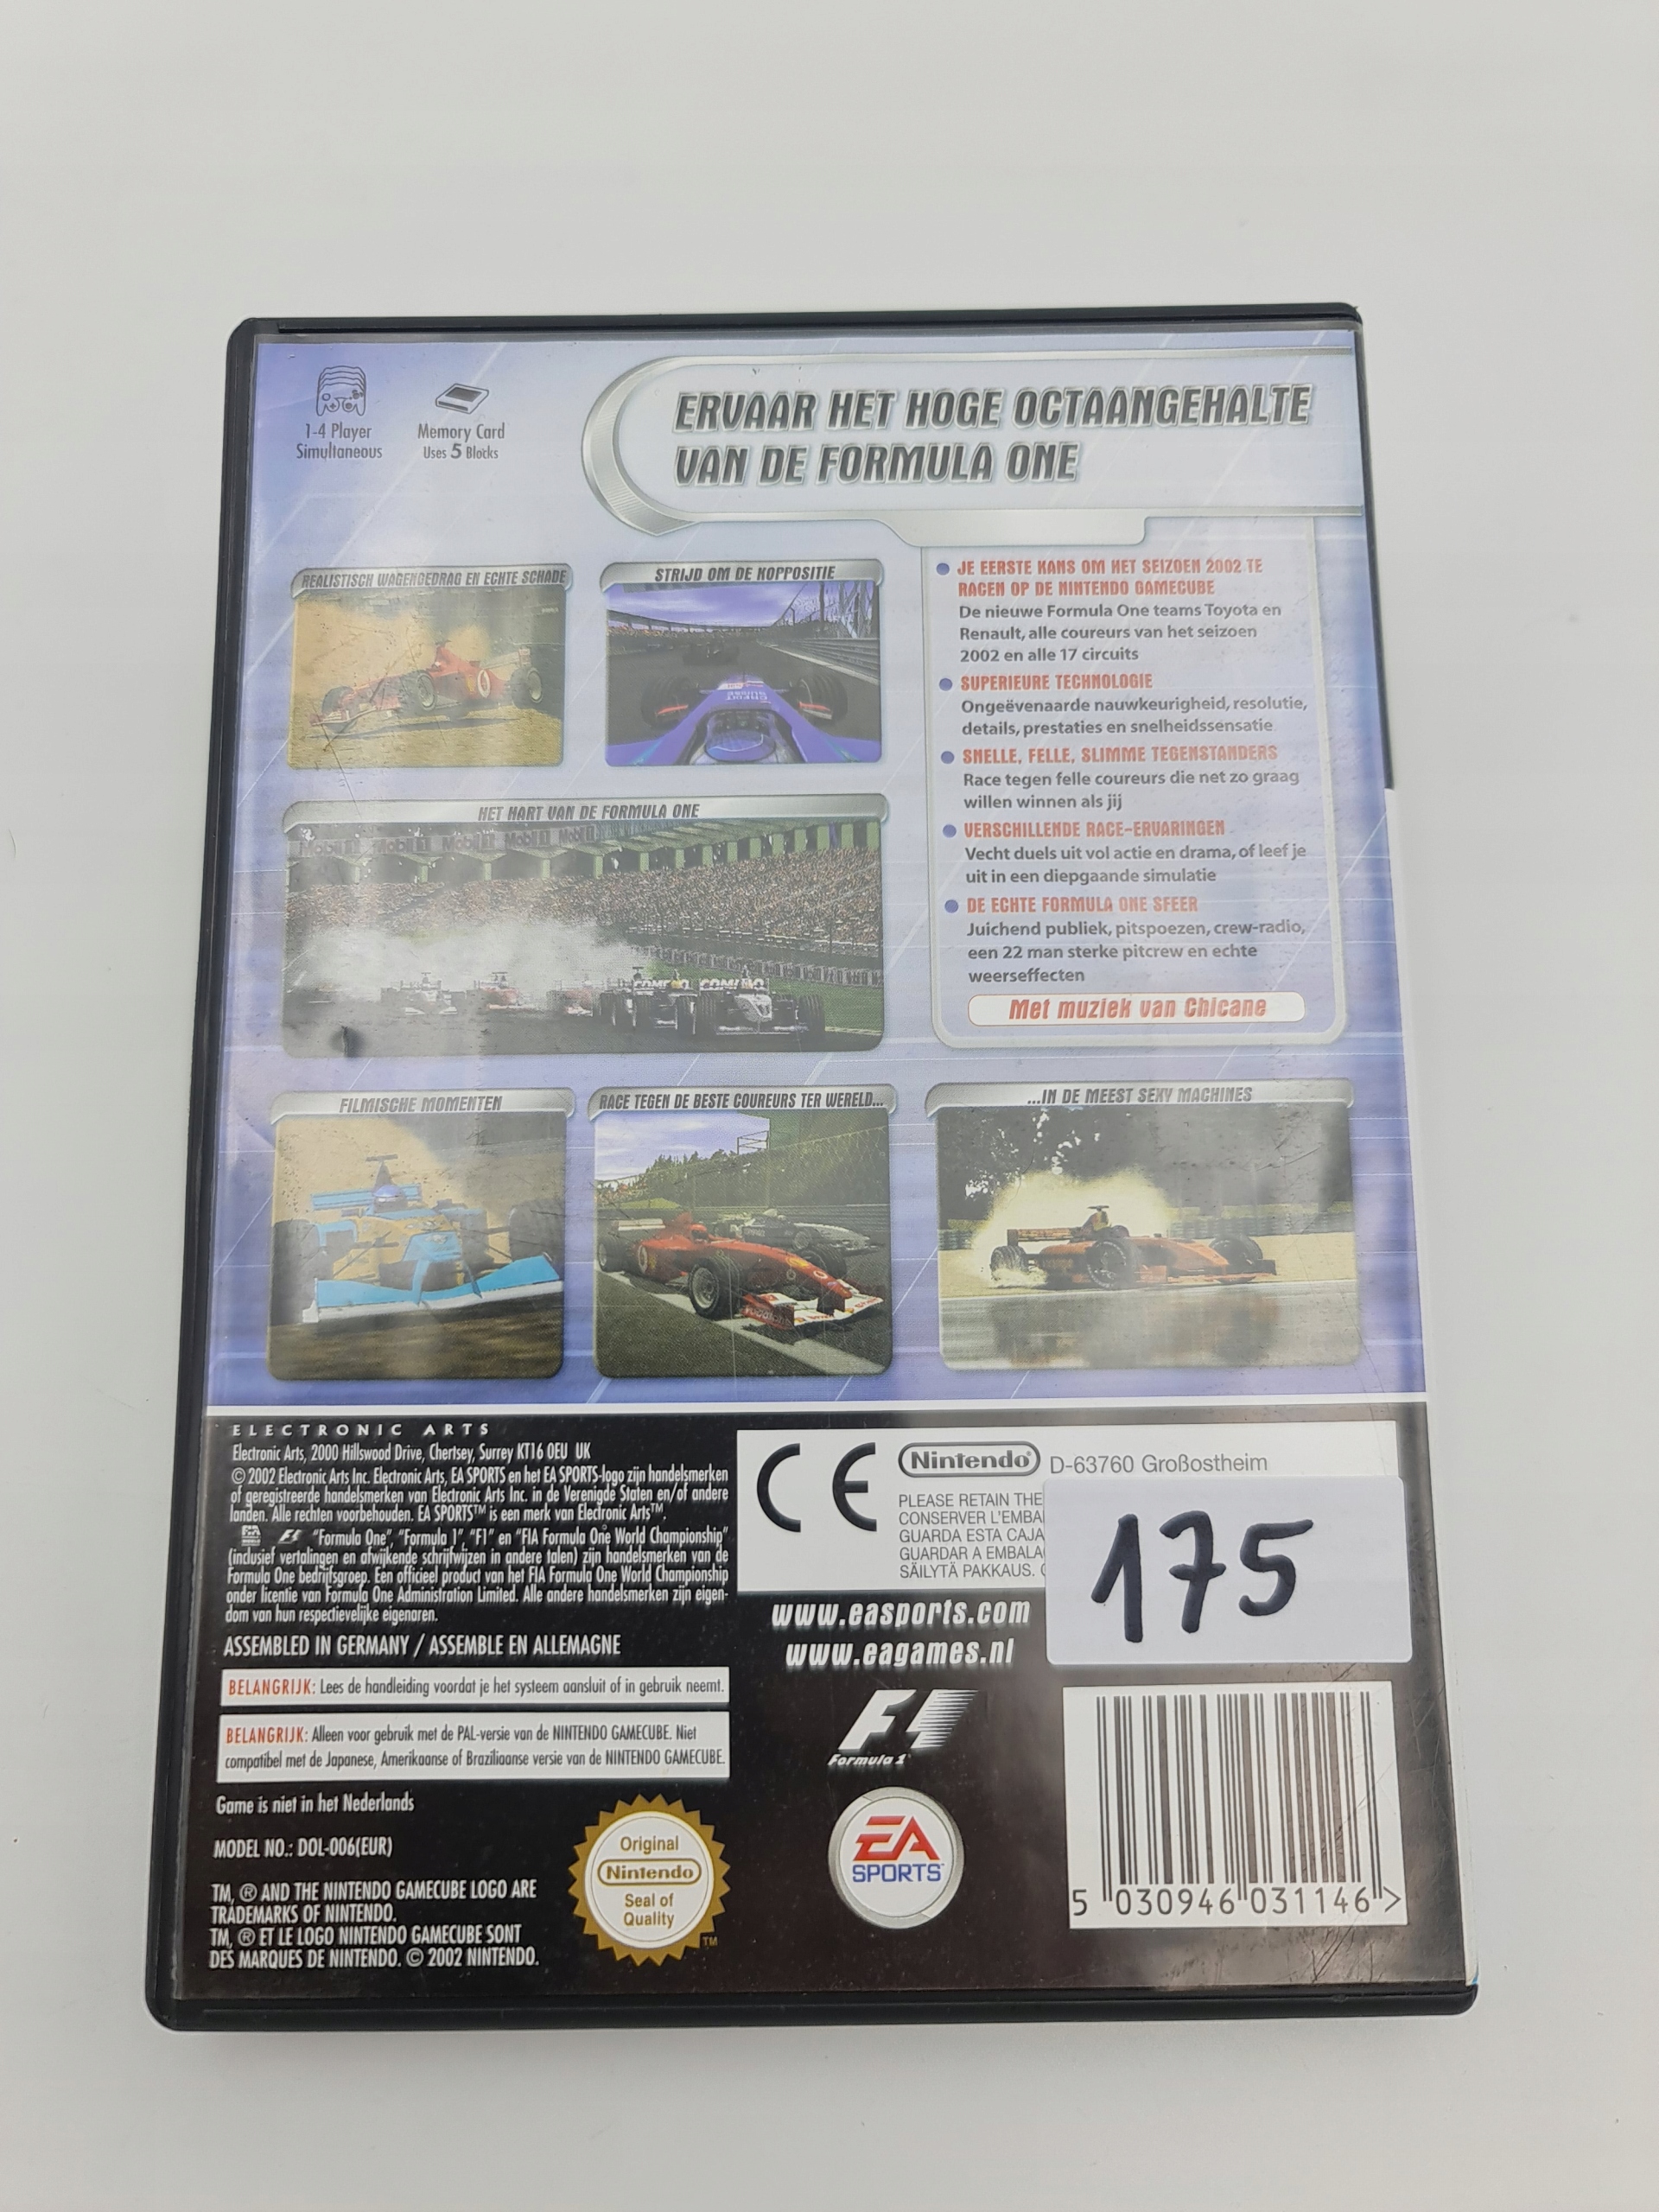 1-4 Player
Simultaneous
Memory Card
Uses 5 Blocks
ERVAAR HET HOGE OCTAANGEHALTE
VAN DE FORMULA ONE
REALISTISCH WAGENGEDRAG EN ECHTE SCHADE
STRIJD OM DE KOPPOSITIE
HET HART VAN DE FORMULA ONE
Mobil 1 Mobil 1 Mobil 1 Mobil 1
FILMISCHE MOMENTEN
RACE TEGEN DE BESTE COUREURS TER WERELD...
...IN DE MEEST SEXY MACHINES
JE EERSTE KANS OM HET SEIZOEN 2002 TE
RACEN OP DE NINTENDO GAMECUBE
De nieuwe Formula One teams Toyota en
Renault, alle coureurs van het seizoen
2002 en alle 17 circuits
SUPERIEURE TECHNOLOGIE
Ongeëvenaarde nauwkeurigheid, resolutie,
details, prestaties en snelheidssensatie
SNELLE, FELLE, SLIMME TEGENSTANDERS
Race tegen felle coureurs die net zo graag
willen winnen als jij
VERSCHILLENDE RACE-ERVARINGEN
Vecht duels uit vol actie en drama, of leef je
uit in een diepgaande simulatie
DE ECHTE FORMULA ONE SFEER
Juichend publiek, pitspoezen, crew-radio,
een 22 man sterke pitcrew en echte
weerseffecten
Met muziek van Chicane
ELECTRONIC ARTS
Electronic Arts, 2000 Hillswood Drive, Chertsey, Surrey KT16 0EU UK
© 2002 Electronic Arts Inc. Electronic Arts, EA SPORTS en het EA SPORTS-logo zijn handelsmerken
of geregistreerde handelsmerken van Electronic Arts Inc. in de Verenigde Staten en/of andere
landen. Alle rechten voorbehouden. EA SPORTS™ is een merk van Electronic Arts™.
F1 "Formula One", "Formula 1", "F1" en "FIA Formula One World Championship"
(inclusief vertalingen en afwijkende schrijfwijzen in andere talen) zijn handelsmerken van de
Formula One bedrijfsgroep. Een officieel product van het FIA Formula One World Championship
onder licentie van Formula One Administration Limited. Alle andere handelsmerken zijn eigen-
dom van hun respectievelijke eigenaren.
ASSEMBLED IN GERMANY / ASSEMBLE EN ALLEMAGNE
BELANGRIJK: Lees de handleiding voordat je het systeem aansluit of in gebruik neemt.
BELANGRIJK: Alleen voor gebruik met de PAL-versie van de NINTENDO GAMECUBE. Niet
compatibel met de Japanese, Amerikaanse of Braziliaanse versie van de NINTENDO GAMECUBE.
Game is niet in het Nederlands
MODEL NO.: DOL-006(EUR)
TM, ® AND THE NINTENDO GAMECUBE LOGO ARE
TRADEMARKS OF NINTENDO.
TM, ® ET LE LOGO NINTENDO GAMECUBE SONT
DES MARQUES DE NINTENDO. © 2002 NINTENDO.
Original
Nintendo
Seal of
Quality
TM
CE
Nintendo® D-63760 Großostheim
PLEASE RETAIN THE
CONSERVER L'EMBA
GUARDA ESTA CAJA
GUARDAR A EMBALA
SÄILYTÄ PAKKAUS.
175
www.easports.com
www.eagames.nl
F1
Formula 1
EA
SPORTS
5 030946 031146 >